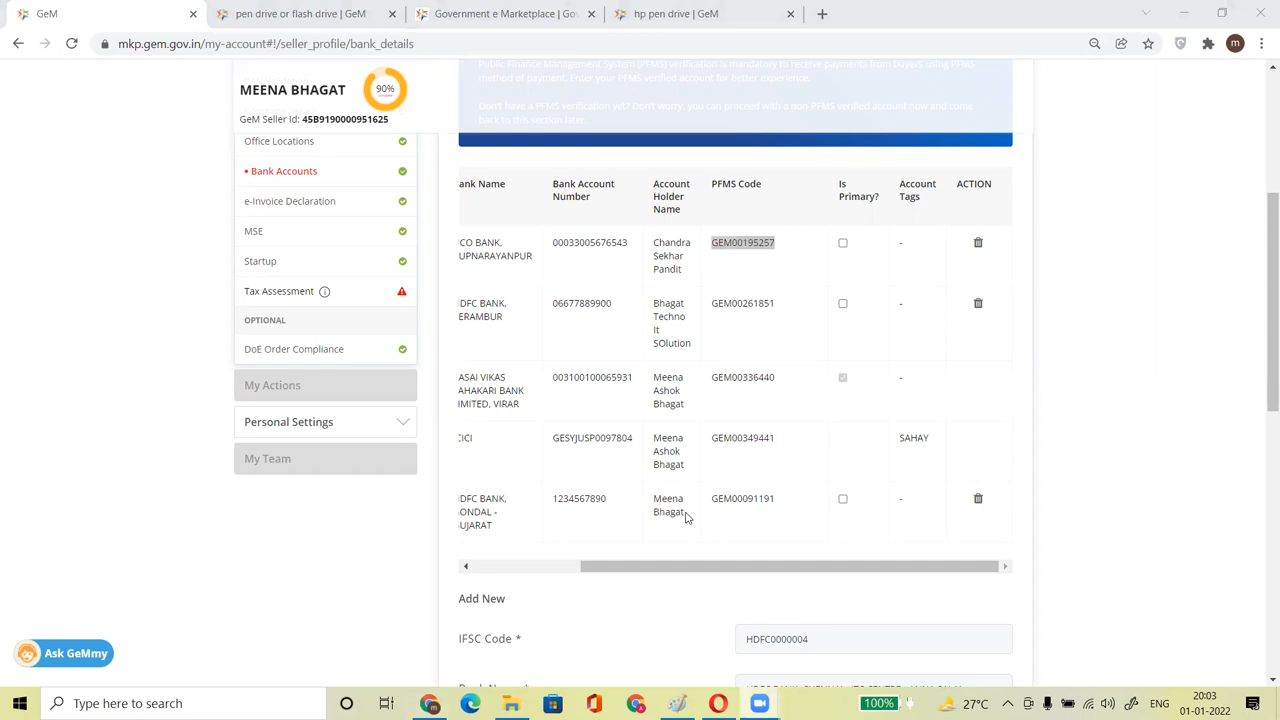 GeM
pen drive or flash drive | GeM
Government e Marketplace | Go
hp pen drive | GeM
mkp.gem.gov.in/my-account#!/seller_profile/bank_details
m
MEENA BHAGAT
90%
GeM Seller Id: 45B9190000951625
Public Finance Management System (PFMS) verification is mandatory to receive payments from buyers using PFMS
method of payment. Enter your PFMS verified account for better experience.
Don't have a PFMS verification yet? Don't worry, you can proceed with a non-PFMS verified account now and come
back to this section later.
Office Locations
• Bank Accounts
e-Invoice Declaration
MSE
Startup
Tax Assessment
OPTIONAL
DoE Order Compliance
My Actions
Personal Settings
My Team
ank Name
Bank Account
Number
Account
Holder
Name
PFMS Code
Is
Primary?
Account
Tags
ACTION
CO BANK,
UPNARAYANPUR
00033005676543
Chandra
Sekhar
Pandit
GEM00195257
-
DFC BANK,
ERAMBUR
06677889900
Bhagat
Techno
It
SOlution
GEM00261851
-
ASAI VIKAS
AHAKARI BANK
IMITED, VIRAR
003100100065931
Meena
Ashok
Bhagat
GEM00336440
-
CICI
GESYJUSP0097804
Meena
Ashok
Bhagat
GEM00349441
SAHAY
DFC BANK,
ONDAL -
UJARAT
1234567890
Meena
Bhagat
GEM00091191
-
Add New
IFSC Code *
HDFC0000004
Ask GeMmy
Type here to search
m
100%
27°C
ENG
20:03
01-01-2022